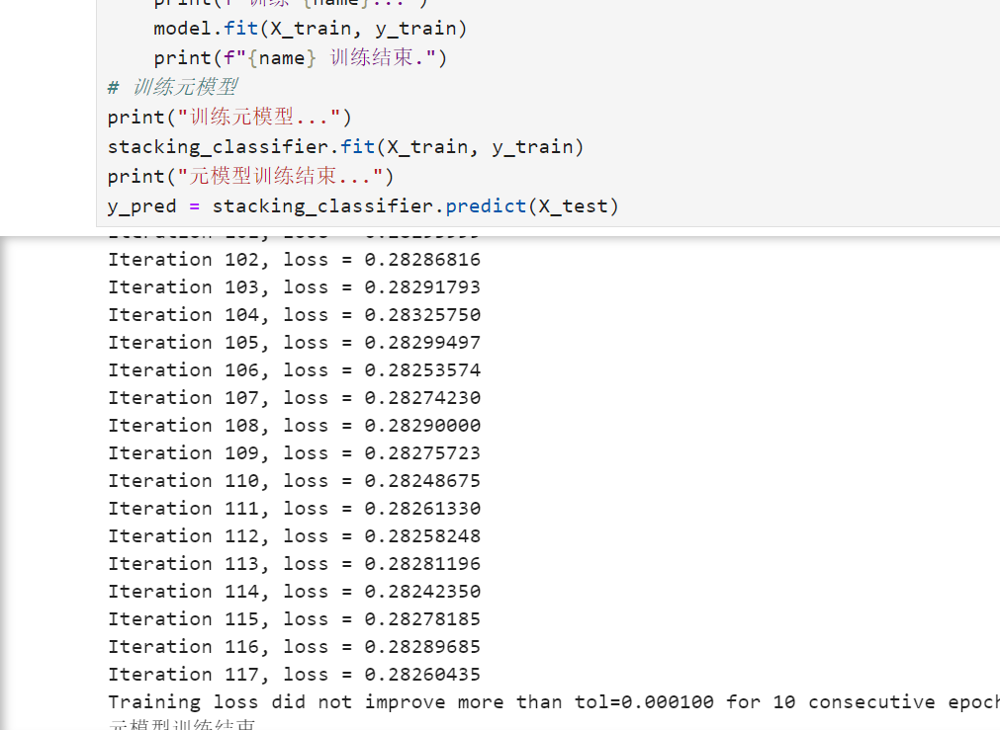 print(f"训练 {name}...")
model.fit(X_train, y_train)
print(f"{name} 训练结束.")
# 训练元模型
print("训练元模型...")
stacking_classifier.fit(X_train, y_train)
print("元模型训练结束...")
y_pred = stacking_classifier.predict(X_test)
Iteration 102, loss = 0.28286816
Iteration 103, loss = 0.28291793
Iteration 104, loss = 0.28325750
Iteration 105, loss = 0.28299497
Iteration 106, loss = 0.28253574
Iteration 107, loss = 0.28274230
Iteration 108, loss = 0.28290000
Iteration 109, loss = 0.28275723
Iteration 110, loss = 0.28248675
Iteration 111, loss = 0.28261330
Iteration 112, loss = 0.28258248
Iteration 113, loss = 0.28281196
Iteration 114, loss = 0.28242350
Iteration 115, loss = 0.28278185
Iteration 116, loss = 0.28289685
Iteration 117, loss = 0.28260435
Training loss did not improve more than tol=0.000100 for 10 consecutive epoch
元模型训练结束